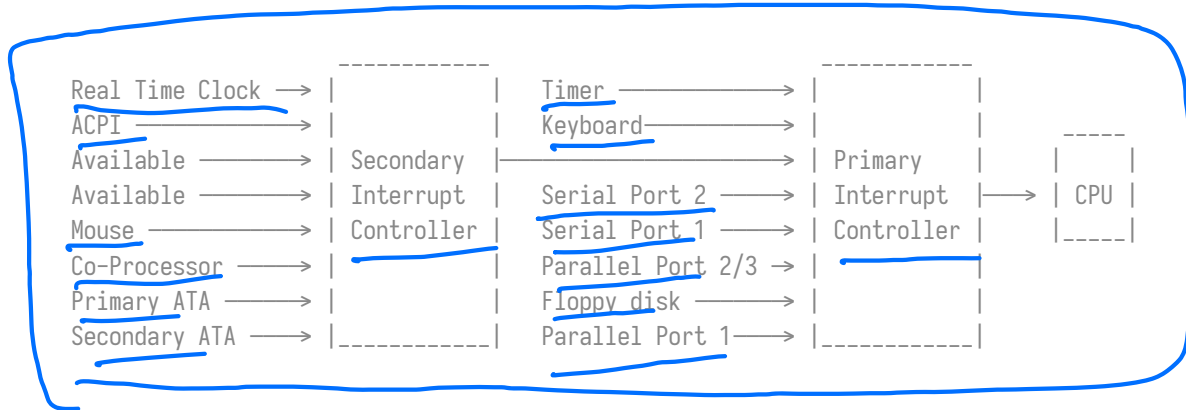 Real Time Clock Timer
ACPI Keyboard
Available Secondary Primary
Available Interrupt Serial Port 2 Interrupt CPU
Mouse Controller Serial Port 1 Controller
Co-Processor Parallel Port 2/3
Primary ATA Floppy disk
Secondary ATA Parallel Port 1